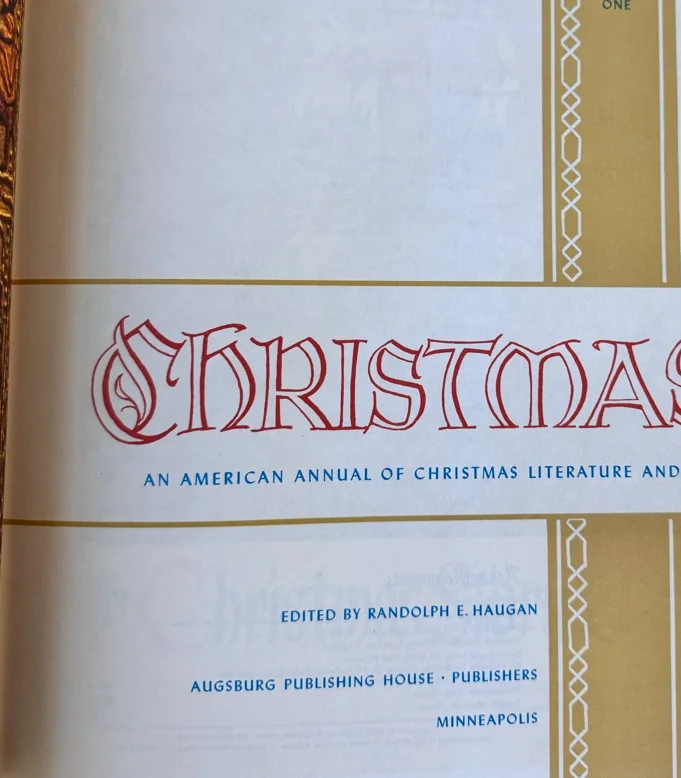 ONE
CHRISTMAS
AN AMERICAN ANNUAL OF CHRISTMAS LITERATURE AND
EDITED BY RANDOLPH E. HAUGAN
AUGSBURG PUBLISHING HOUSE · PUBLISHERS
MINNEAPOLIS